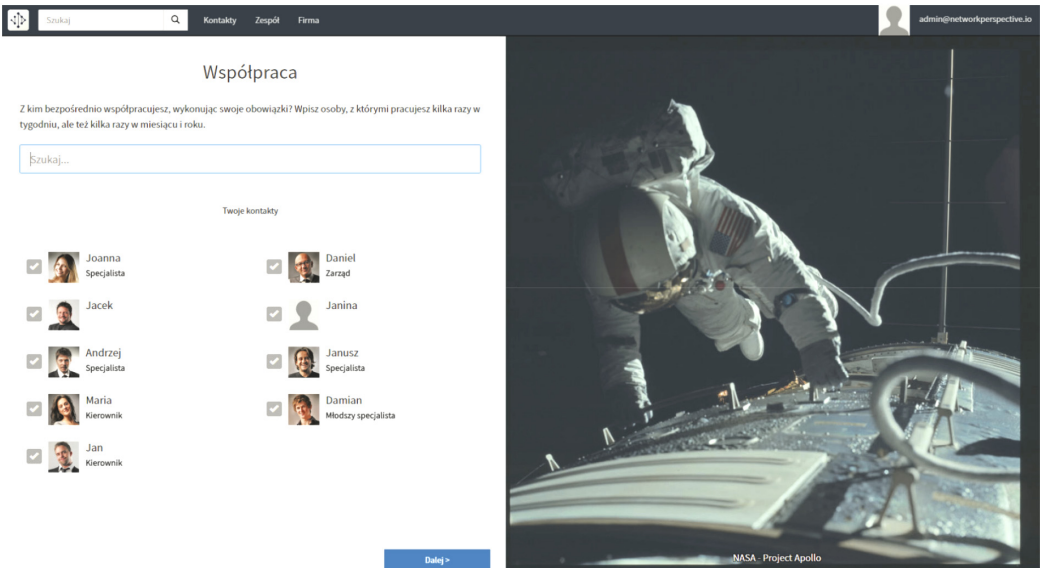 Szukaj
Kontakty
Zespół
Firma
admin@networkperspective.io
Współpraca
Z kim bezpośrednio współpracujesz, wykonując swoje obowiązki? Wpisz osoby, z którymi pracujesz kilka razy w
tygodniu, ale też kilka razy w miesiącu i roku.
Szukaj...
Twoje kontakty
Joanna
Specjalista
Daniel
Zarząd
Jacek
Janina
Andrzej
Specjalista
Janusz
Specjalista
Maria
Kierownik
Damian
Młodszy specjalista
Jan
Kierownik
Dalej >
NASA - Project Apollo